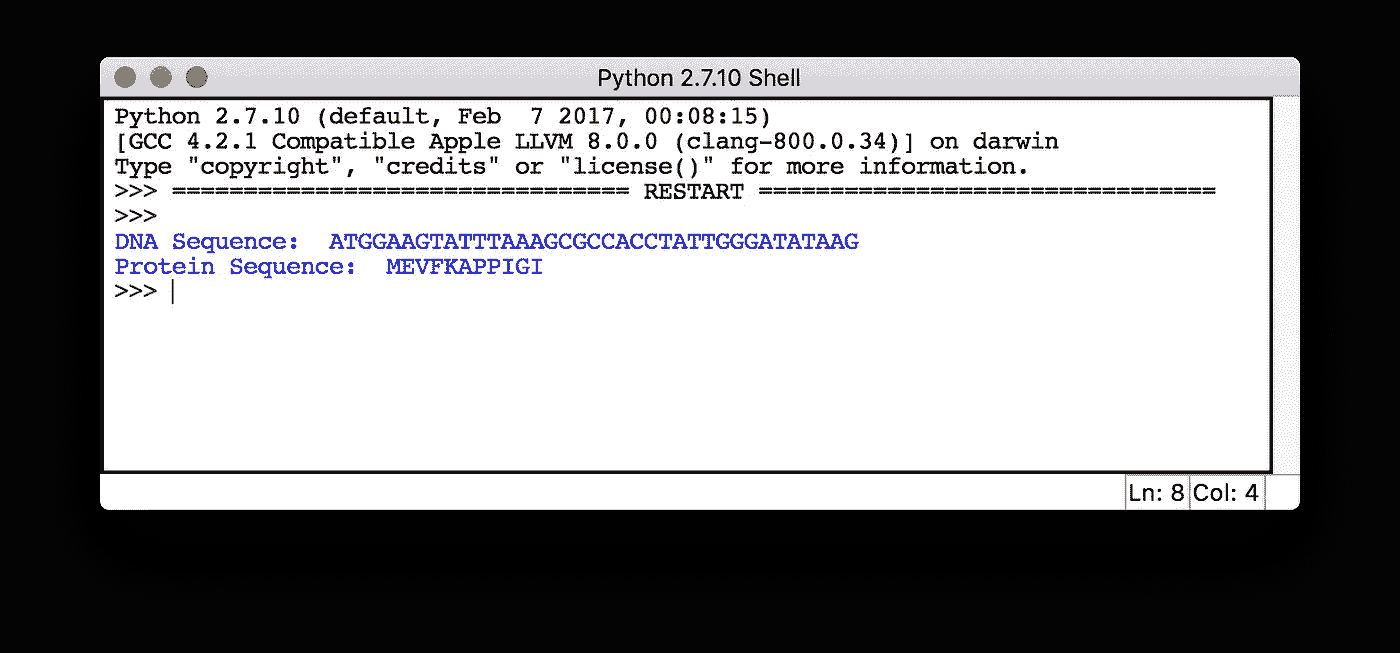 Python 2.7.10 Shell
Python 2.7.10 (default, Feb  7 2017, 00:08:15)
[GCC 4.2.1 Compatible Apple LLVM 8.0.0 (clang-800.0.34)] on darwin
Type "copyright", "credits" or "license()" for more information.
>>> ================================ RESTART ================================
>>>
DNA Sequence:  ATGGAAGTATTTAAAGCGCCACCTATTGGGATATAAG
Protein Sequence:  MEVFKAPPIGI
>>>
Ln: 8 Col: 4